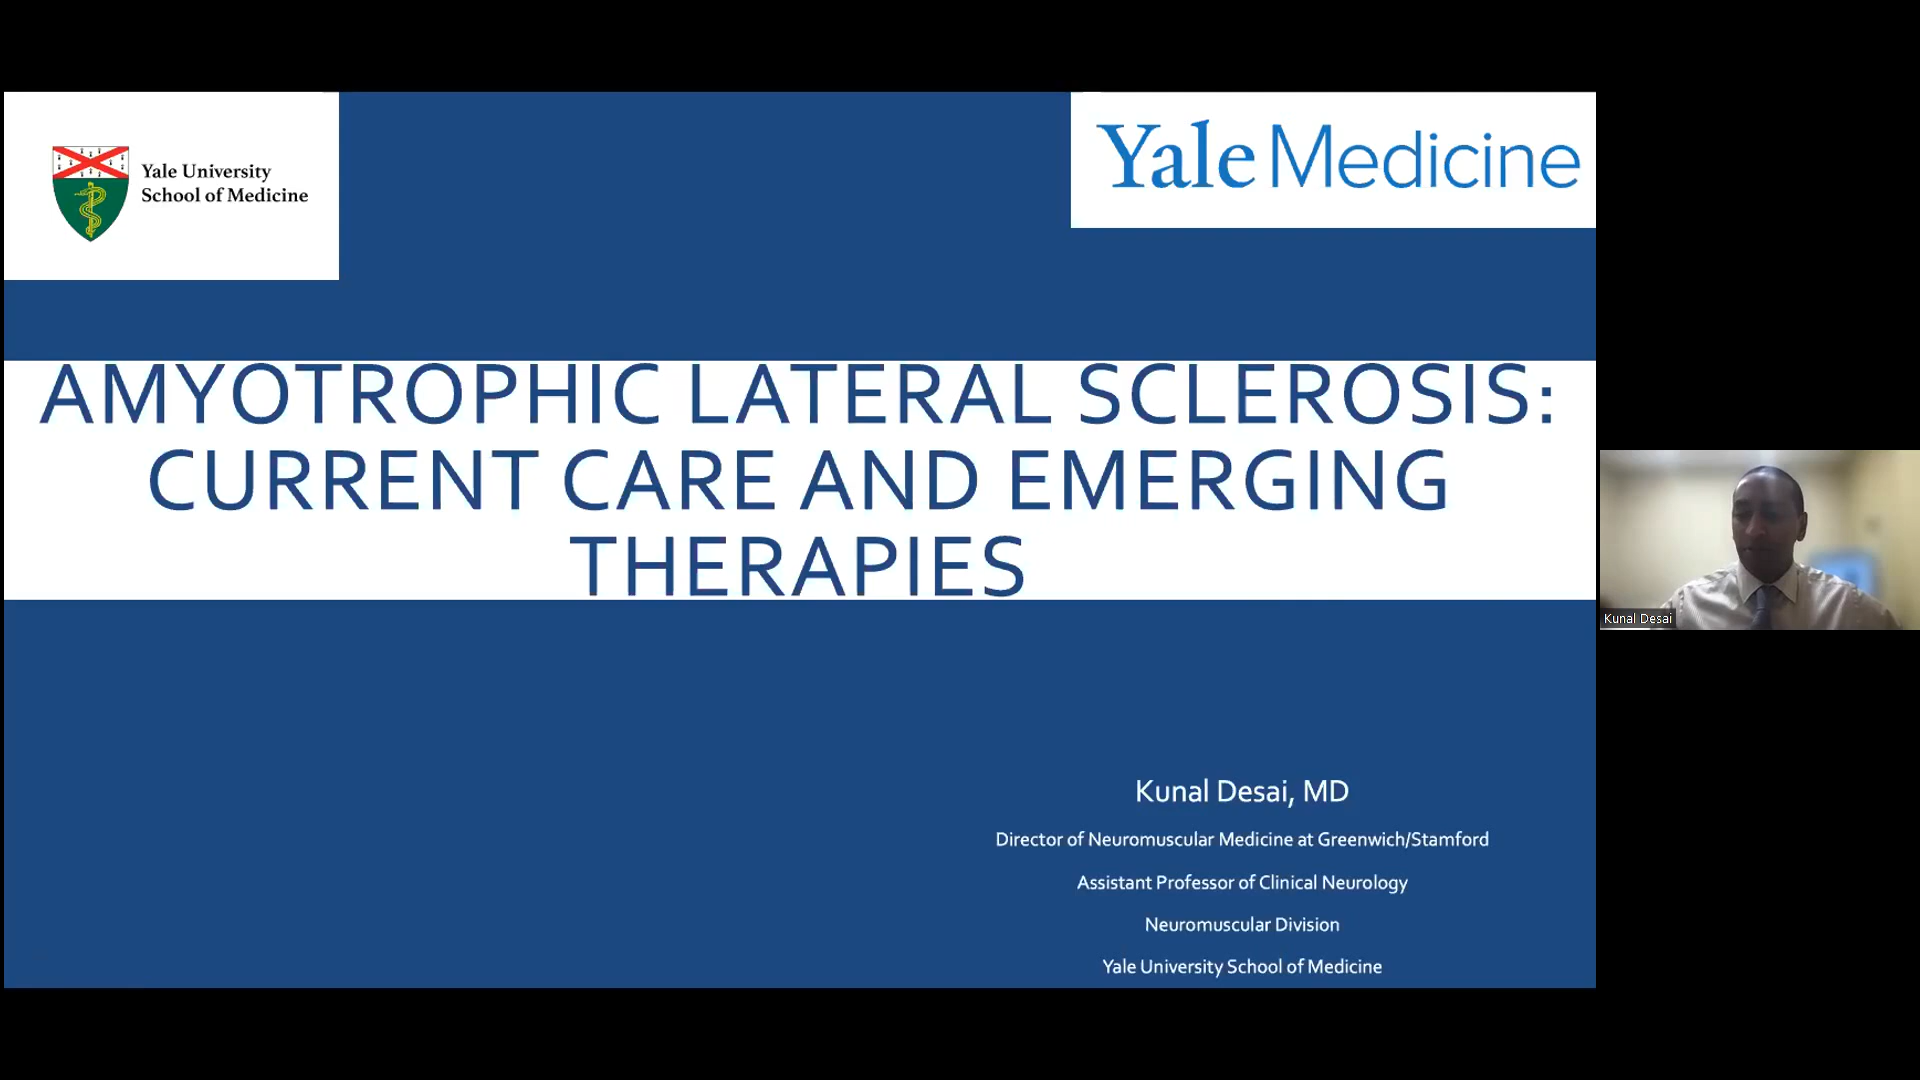 Yale University
School of Medicine
Yale Medicine
AMYOTROPHIC LATERAL SCLEROSIS:
CURRENT CARE AND EMERGING
THERAPIES
Kunal Desai, MD
Director of Neuromuscular Medicine at Greenwich/Stamford
Assistant Professor of Clinical Neurology
Neuromuscular Division
Yale University School of Medicine
Kunal Desai